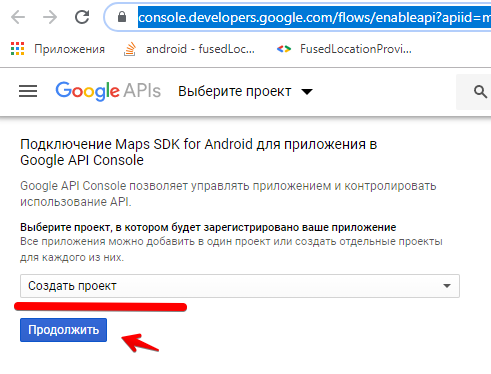 console.developers.google.com/flows/enableapi?apiid=m
Приложения android - fusedLoc... FusedLocationProvi...
Google APIs Выберите проект
Подключение Maps SDK for Android для приложения в
Google API Console
Google API Console позволяет управлять приложением и контролировать
использование API.
Выберите проект, в котором будет зарегистрировано ваше приложение
Все приложения можно добавить в один проект или создать отдельные проекты
для каждого из них.
Создать проект
Продолжить